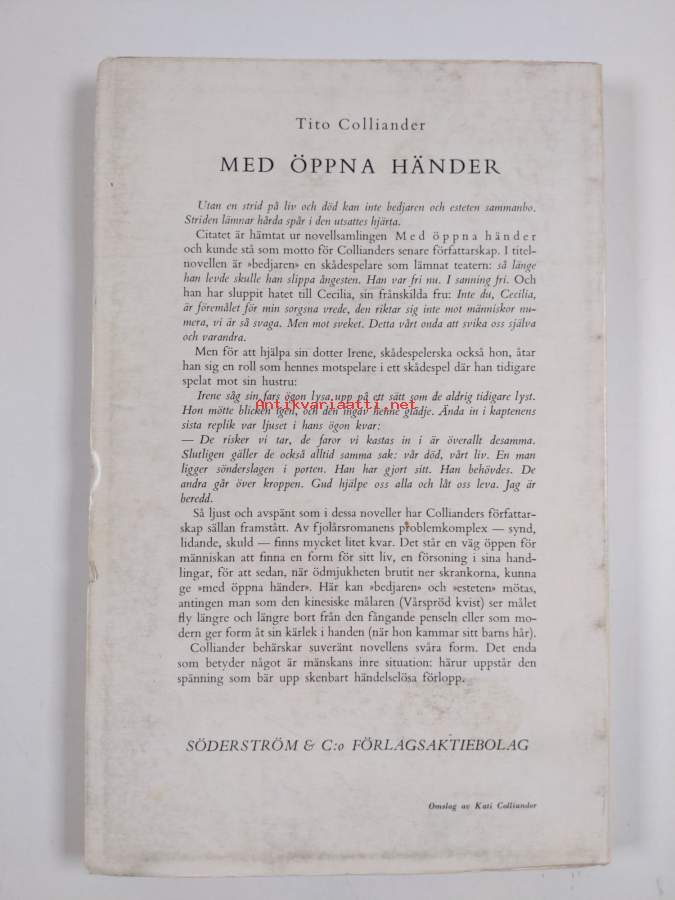 Tito Colliander
MED ÖPPNA HÄNDER
Utan en strid på liv och död kan inte bedjaren och esteten sammanbo.
Striden lämnar hårda spår i den utsattes hjärta.
Citatet är hämtat ur novellsamlingen Med öppna händer
och kunde stå som motto för Collianders senare författarskap. I titel-
novellen är »bedjaren» en skådespelare som lämnat teatern: så länge
han levde skulle han slippa ångesten. Han var fri nu. I sanning fri. Och
han har sluppit hatet till Cecilia, sin frånskilda fru: Inte du, Cecilia,
är föremålet för min sorgsna vrede, den riktar sig inte mot människor nu-
mera, vi är så svaga. Men mot sveket. Detta vårt onda att svika oss själva
och varandra.
Men för att hjälpa sin dotter Irene, skådespelerska också hon, åtar
han sig en roll som hennes motspelare i ett skådespel där han tidigare
spelat mot sin hustru:
Irene såg sin fars ögon lysa upp på ett sätt som de aldrig tidigare lyst.
Antikvariaatti.net
Hon mötte blicken igen, och den ingav henne glädje. Ända in i kaptenens
sista replik var ljuset i hans ögon kvar:
— De risker vi tar, de faror vi kastas in i är överallt desamma.
Slutligen gäller de också alltid samma sak: vår död, vårt liv. En man
ligger sönderslagen i porten. Han har gjort sitt. Han behövdes. De
andra går över kroppen. Gud hjälpe oss alla och låt oss leva. Jag är
beredd.
Så ljust och avspänt som i dessa noveller har Collianders författar-
skap sällan framstått. Av fjolårsromanens problemkomplex — synd,
lidande, skuld — finns mycket litet kvar. Det står en väg öppen för
människan att finna en form för sitt liv, en försoning i sina hand-
lingar, för att sedan, när ödmjukheten brutit ner skrankorna, kunna
ge »med öppna händer». Här kan »bedjaren» och »esteten» mötas,
antingen man som den kinesiske målaren (Vårspröd kvist) ser målet
fly längre och längre bort från den fångande penseln eller som mo-
dern ger form åt sin kärlek i handen (när hon kammar sitt barns hår).
Colliander behärskar suveränt novellens svåra form. Det enda
som betyder något är mänskans inre situation: härur uppstår den
spänning som bär upp skenbart händelselösa förlopp.
SÖDERSTRÖM & C:o FÖRLAGSAKTIEBOLAG
Omslag av Kati Colliander